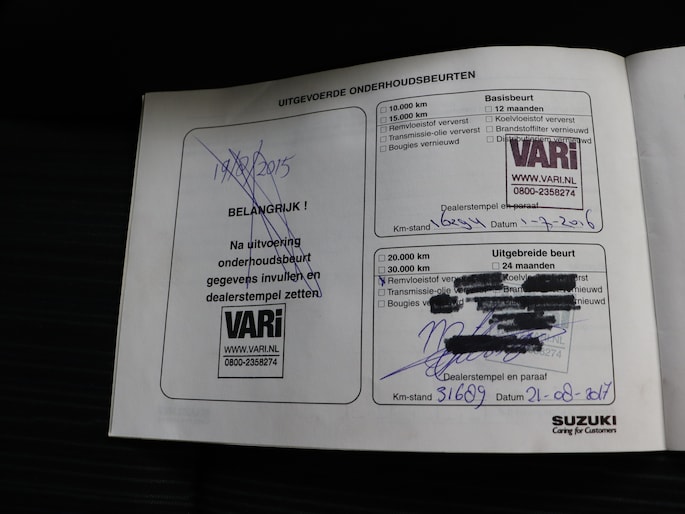 UITGEVOERDE ONDERHOUDSBEURTEN
19/8/2015
BELANGRIJK !
Na uitvoering
onderhoudsbeurt
gegevens invullen en
dealerstempel zetten.
VARi
WWW.VARI.NL
0800-2358274
Basisbeurt
10.000 km 12 maanden
15.000 km Koelvloeistof ververst
Remvloeistof ververst Brandstoffilter vernieuwd
Transmissie-olie ververst
Bougies vernieuwd
VARi
WWW.VARI.NL
0800-2358274
Dealerstempel en paraaf
Km-stand Datum 1-7-2016
20.000 km Uitgebreide beurt
30.000 km 24 maanden
Remvloeistof ververst
Transmissie-olie
Bougies
Dealerstempel en paraaf
Km-stand 31689 Datum 21-08-2017
SUZUKI
Caring for Customers